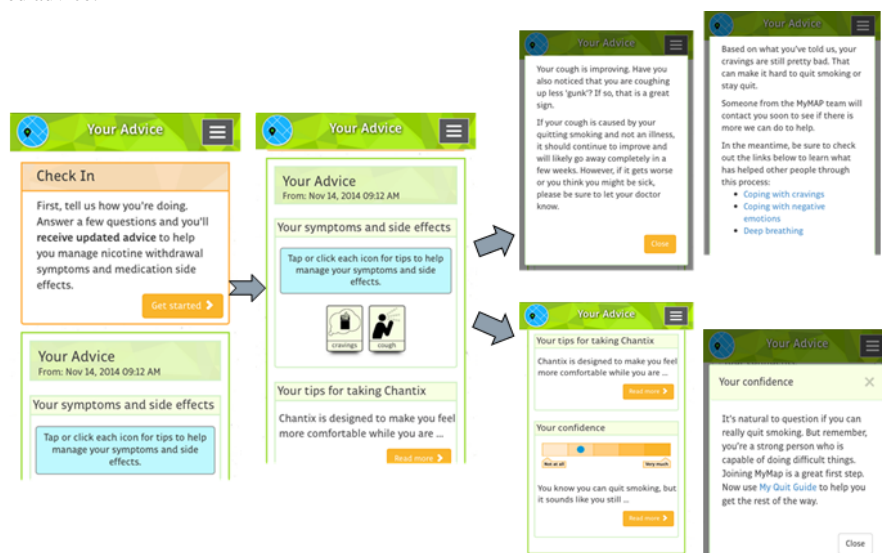 Your Advice
Check In
First, tell us how you're doing.
Answer a few questions and you'll
receive updated advice to help
you manage nicotine withdrawal
symptoms and medication side
effects.
Get started
Your Advice
From: Nov 14, 2014 09:12 AM
Your symptoms and side effects
Tap or click each icon for tips to help
manage your symptoms and side
effects.
Your Advice
Your Advice
From: Nov 14, 2014 09:12 AM
Your symptoms and side effects
Tap or click each icon for tips to help
manage your symptoms and side
effects.
cravings
cough
Your tips for taking Chantix
Chantix is designed to make you feel
more comfortable while you are ...
Read more
Your Advice
Your cough is improving. Have you
also noticed that you are coughing
up less 'gunk'? If so, that is a great
sign.
If your cough is caused by your
quitting smoking and not an illness,
it should continue to improve and
will likely go away completely in a
few weeks. However, if it gets worse
or you think you might be sick,
please be sure to let your doctor
know.
Close
Your Advice
Based on what you've told us, your
cravings are still pretty bad. That
can make it hard to quit smoking or
stay quit.
Someone from the MyMAP team will
contact you soon to see if there is
more we can do to help.
In the meantime, be sure to check
out the links below to learn what
has helped other people through
this process:
• Coping with cravings
• Coping with negative
emotions
• Deep breathing
Your Advice
Your tips for taking Chantix
Chantix is designed to make you feel
more comfortable while you are ...
Read more
Your confidence
Not at all
Very much
You know you can quit smoking, but
it sounds like you still ...
Read more
Your Advice
Your confidence
It's natural to question if you can
really quit smoking. But remember,
you're a strong person who is
capable of doing difficult things.
Joining MyMap is a great first step.
Now use My Quit Guide to help you
get the rest of the way.
Close